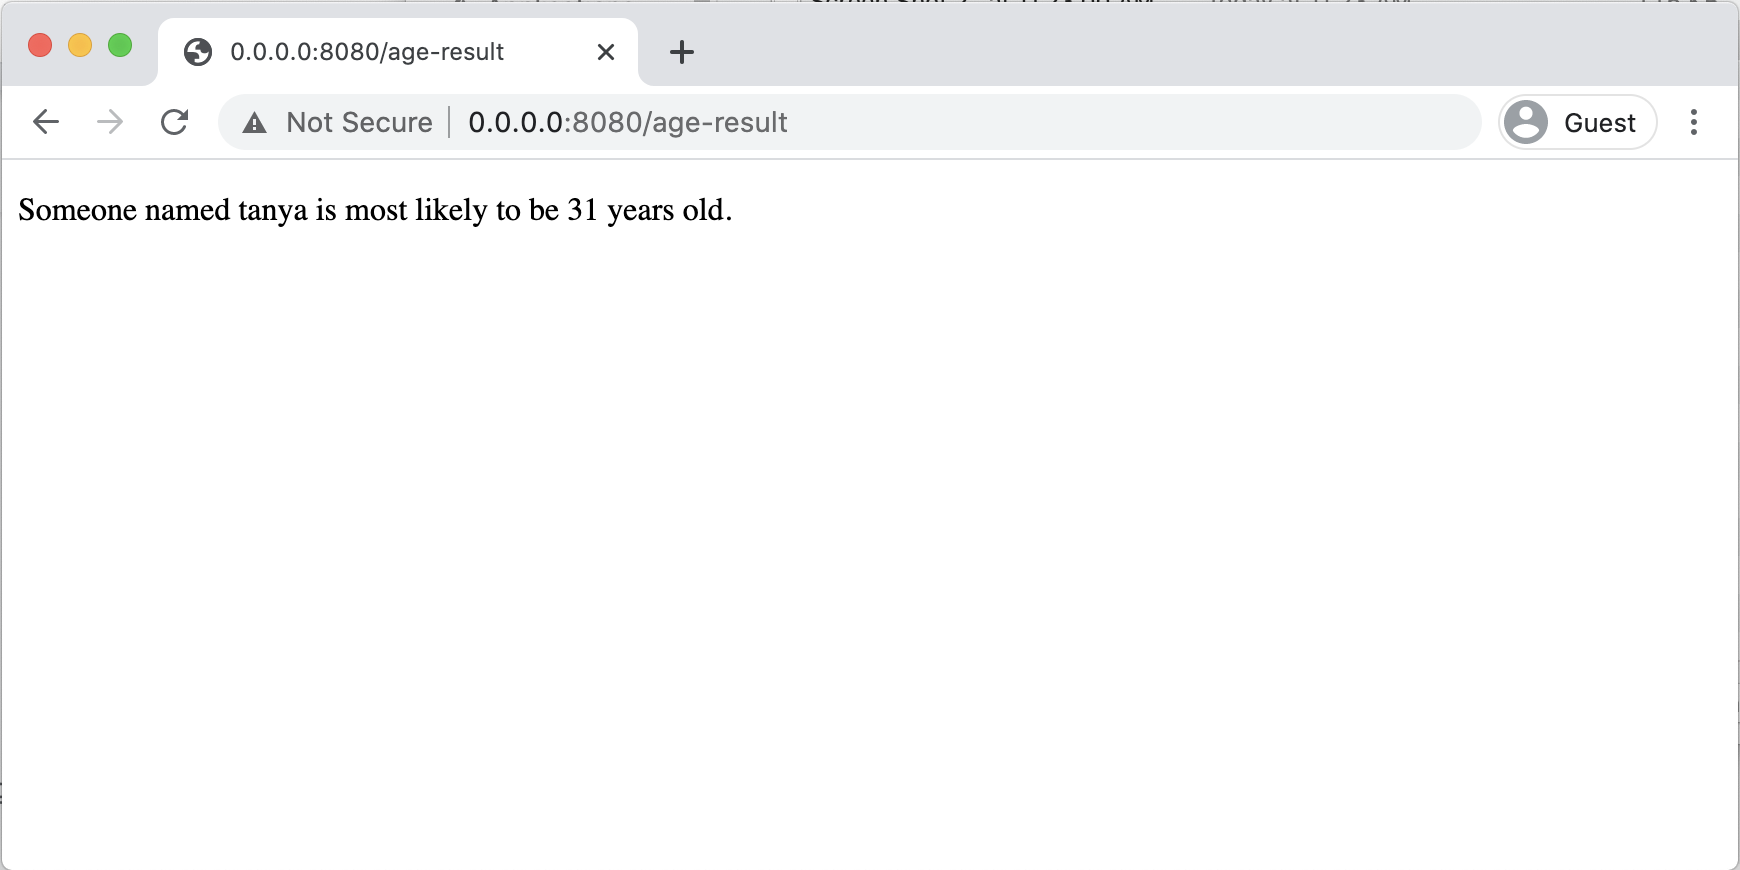 0.0.0.0:8080/age-result
Not Secure
0.0.0.0:8080/age-result
Guest
Someone named tanya is most likely to be 31 years old.